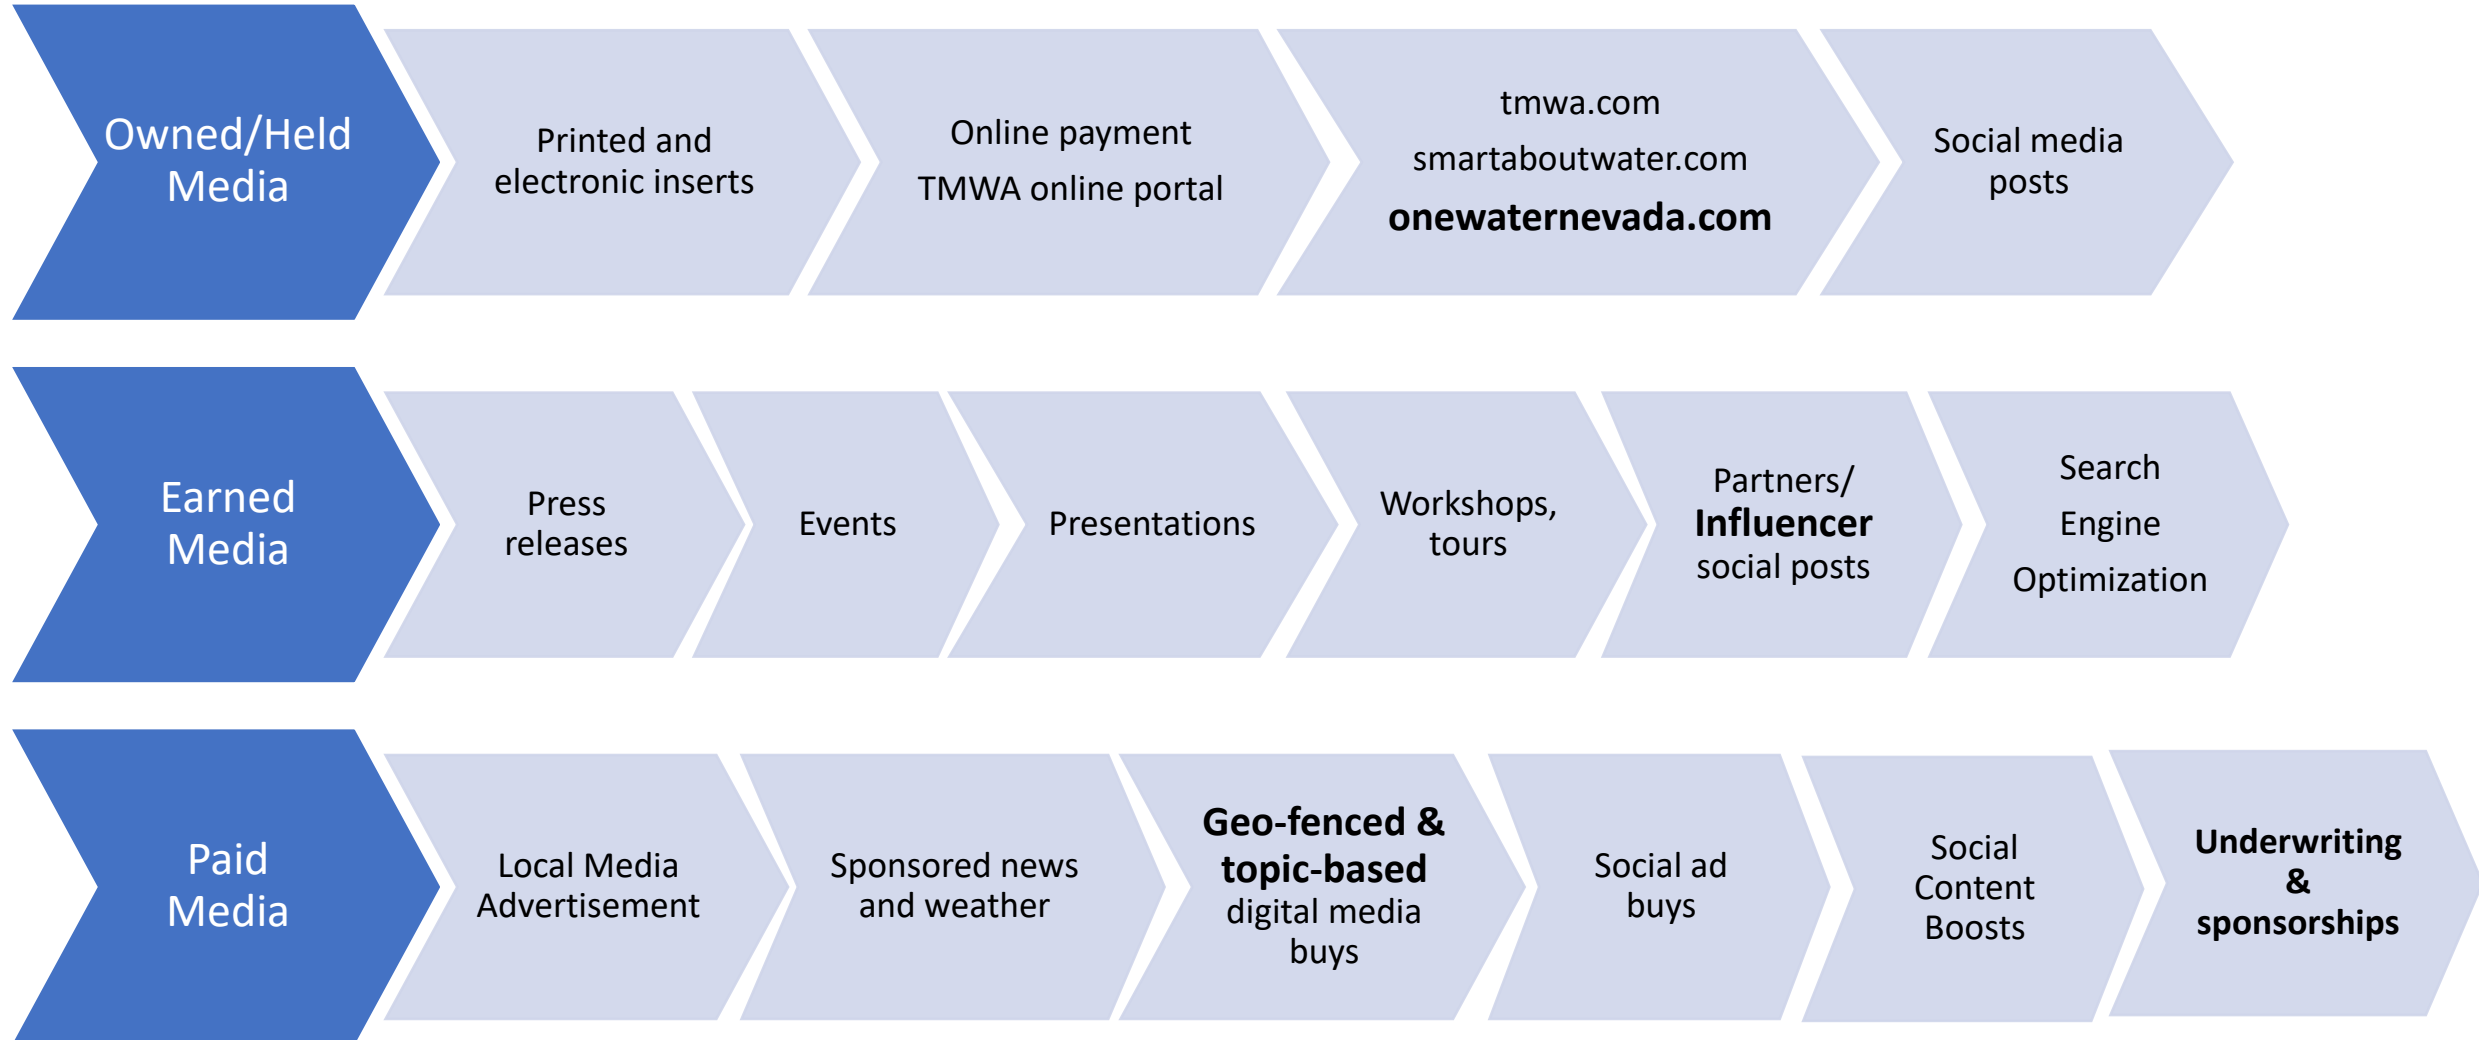 Owned/Held
Media
Printed and
electronic inserts
Online payment
TMWA online portal
tmwa.com
smartaboutwater.com
onewaternevada.com
Social media
posts
Earned
Media
Press
releases
Events
Presentations
Workshops,
tours
Partners/
Influencer
social posts
Search
Engine
Optimization
Paid
Media
Local Media
Advertisement
Sponsored news
and weather
Geo-fenced &
topic-based
digital media
buys
Social ad
buys
Social
Content
Boosts
Underwriting
&
sponsorships